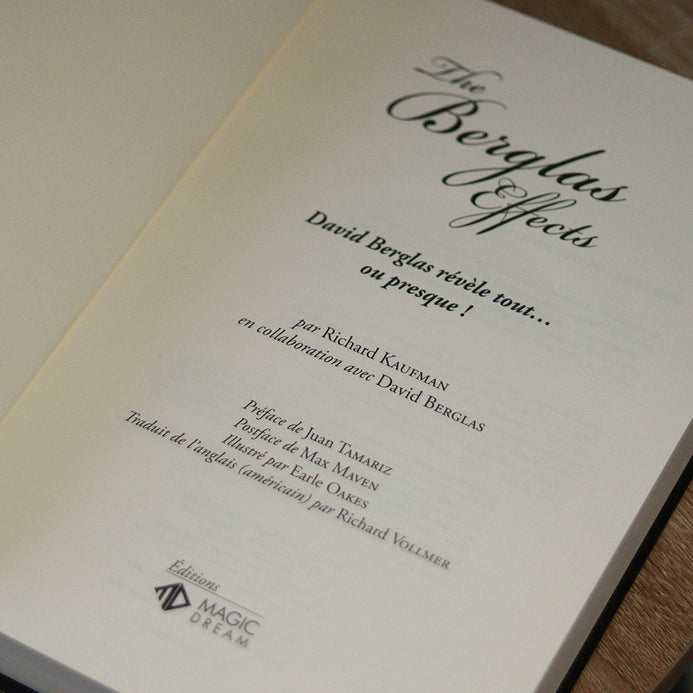 The
Berglas
Effects
David Berglas révèle tout...
ou presque !
par Richard KAUFMAN
en collaboration avec David BERGLAS
Préface de Juan TAMARIZ
Postface de Max MAVEN
Illustré par Earle OAKES
Traduit de l'anglais (américain) par Richard VOLLMER
Éditions
MAGIC
DREAM